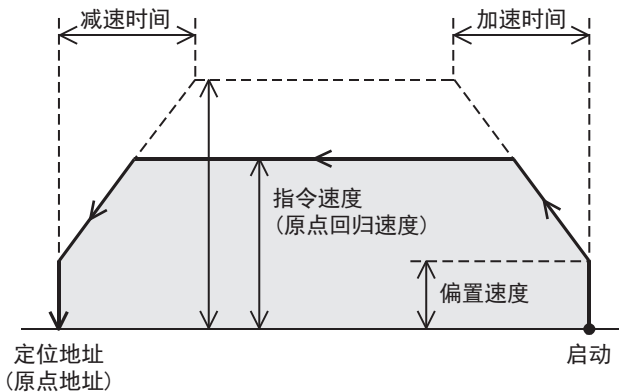 减速时间
加速时间
指令速度
(原点回归速度)
偏置速度
定位地址
(原点地址)
启动